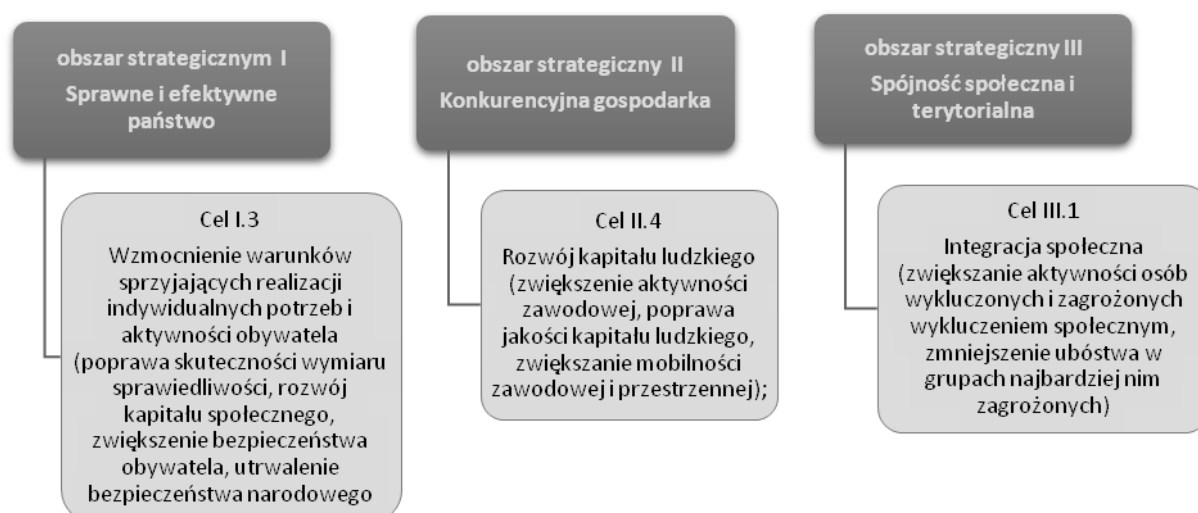 obszar strategicznym I
Sprawne i efektywne
państwo
Cel I.3
Wzmocnienie warunków
sprzyjających realizacji
indywidualnych potrzeb i
aktywności obywatela
(poprawa skuteczności wymiaru
sprawiedliwości, rozwój
kapitału społecznego,
zwiększenie bezpieczeństwa
obywatela, utrwalenie
bezpieczeństwa narodowego
obszar strategiczny II
Konkurencyjna gospodarka
Cel II.4
Rozwój kapitału ludzkiego
(zwiększenie aktywności
zawodowej, poprawa
jakości kapitału ludzkiego,
zwiększanie mobilności
zawodowej i przestrzennej);
obszar strategiczny III
Spójność społeczna i
terytorialna
Cel III.1
Integracja społeczna
(zwiększanie aktywności osób
wykluczonych i zagrożonych
wykluczeniem społecznym,
zmniejszenie ubóstwa w
grupach najbardziej nim
zagrożonych)